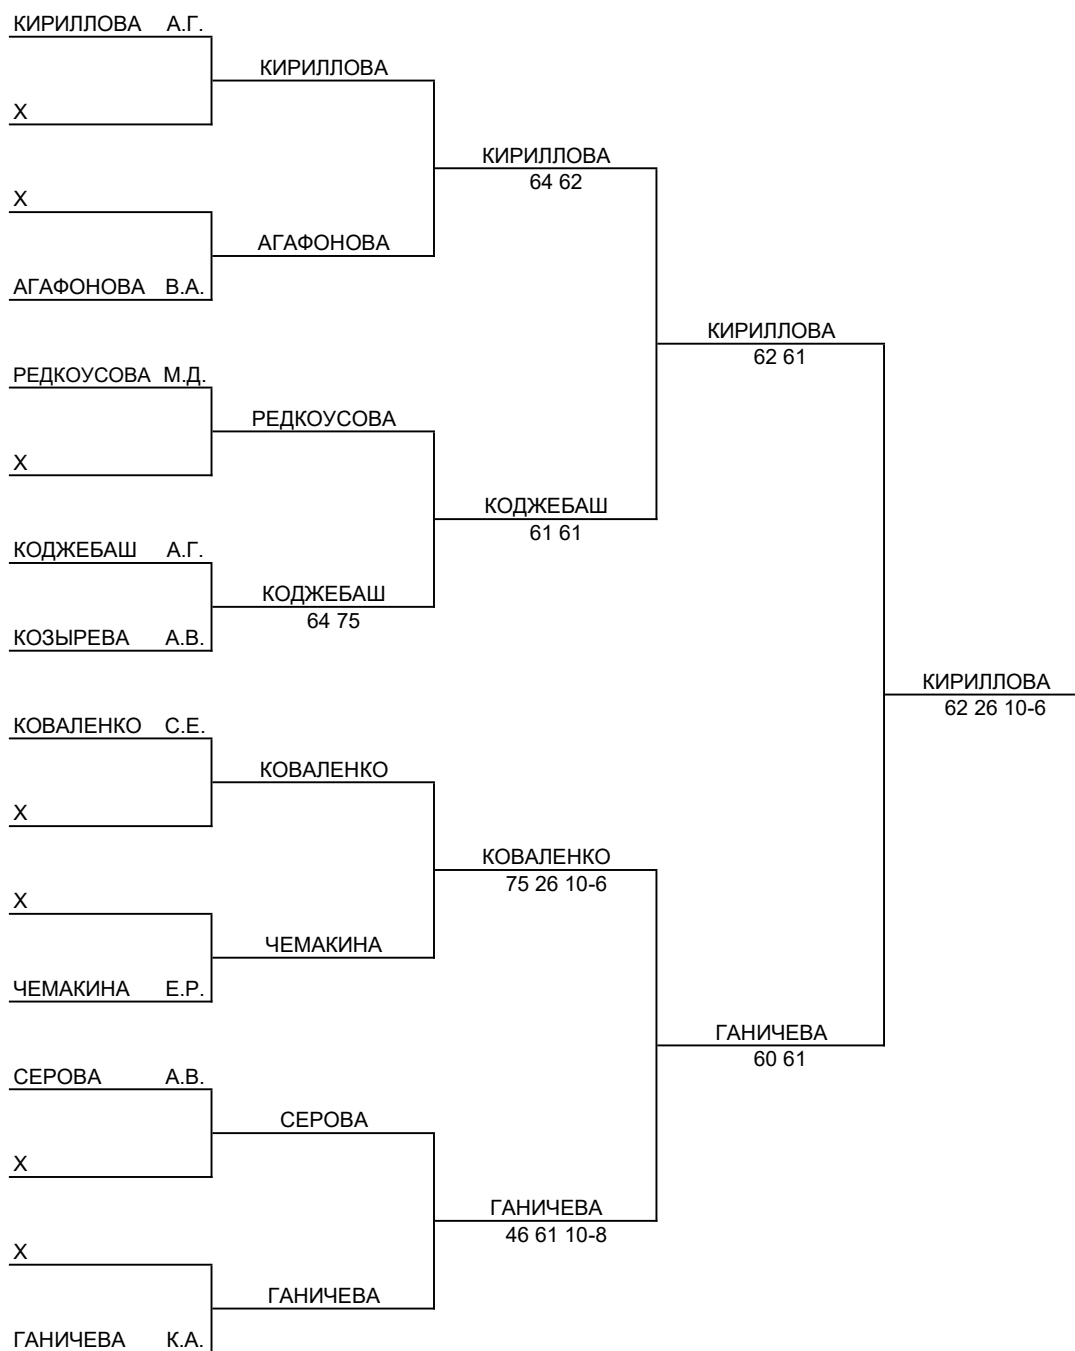 КИРИЛЛОВА А.Г.
КИРИЛЛОВА
X
КИРИЛЛОВА
64 62
X
АГАФОНОВА
АГАФОНОВА В.А.
КИРИЛЛОВА
62 61
РЕДКОУСОВА М.Д.
РЕДКОУСОВА
X
КОДЖЕБАШ
61 61
КОДЖЕБАШ А.Г.
КОДЖЕБАШ
64 75
КОЗЫРЕВА А.В.
КИРИЛЛОВА
62 26 10-6
КОВАЛЕНКО С.Е.
КОВАЛЕНКО
X
КОВАЛЕНКО
75 26 10-6
X
ЧЕМАКИНА
ЧЕМАКИНА Е.Р.
ГАНИЧЕВА
60 61
СЕРОВА А.В.
СЕРОВА
X
ГАНИЧЕВА
46 61 10-8
X
ГАНИЧЕВА
ГАНИЧЕВА К.А.